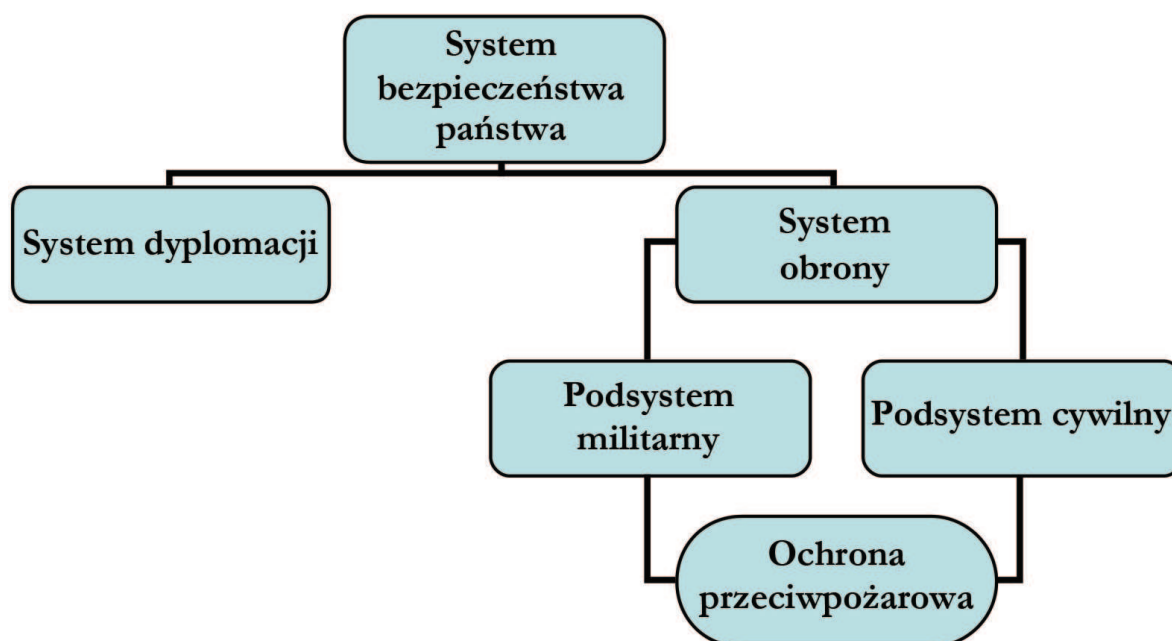 System
bezpieczeństwa
państwa
System dyplomacji
System
obrony
Podsystem
militarny
Podsystem cywilny
Ochrona
przeciwpożarowa